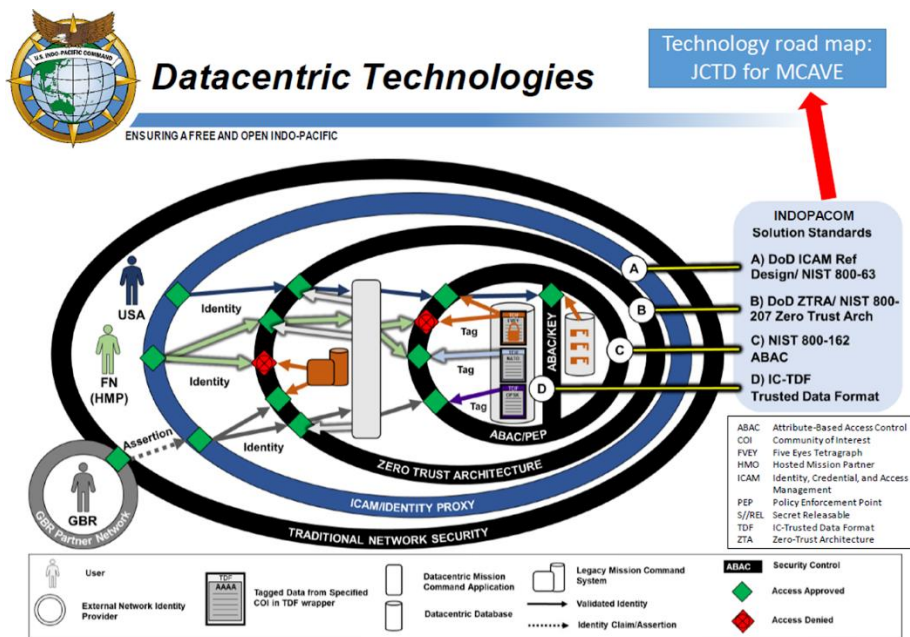 U.S. INDO-PACIFIC COMMAND
Datacentric Technologies
Technology road map:
JCTD for MCAVE
ENSURING A FREE AND OPEN INDO-PACIFIC
INDOPACOM
Solution Standards
A) DoD ICAM Ref
Design/ NIST 800-63
B) DoD ZTRA/ NIST 800-
207 Zero Trust Arch
C) NIST 800-162
ABAC
D) IC-TDF
Trusted Data Format
A
B
C
D
USA
Identity
FN
(HMP)
Identity
Assertion
Identity
GBR
GBR Partner Network
Tag
Tag
Tag
TDF
FVEY
TDF
NATO
TDF
ABAC/KEY
ABAC/PEP
ZERO TRUST ARCHITECTURE
ICAM/IDENTITY PROXY
TRADITIONAL NETWORK SECURITY
ABAC Attribute-Based Access Control
COI Community of Interest
FVEY Five Eyes Tetragraph
HMO Hosted Mission Partner
ICAM Identity, Credential, and Access
Management
PEP Policy Enforcement Point
S//REL Secret Releasable
TDF IC-Trusted Data Format
ZTA Zero-Trust Architecture
User
External Network Identity
Provider
TDF
AAAA
Tagged Data from Specified
COI in TDF wrapper
Datacentric Mission
Command Application
Datacentric Database
Legacy Mission Command
System
Validated Identity
Identity Claim/Assertion
ABAC Security Control
Access Approved
Access Denied